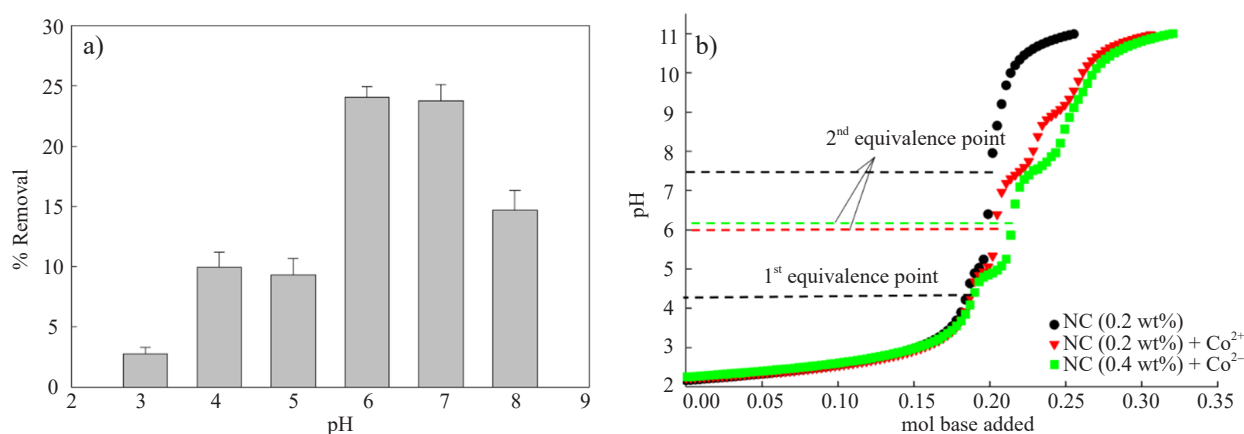 a)
30
25
20
15
10
5
0
% Removal
2 3 4 5 6 7 8 9
pH
b)
11
10
9
8
7
6
5
4
3
2
pH
2nd equivalence point
1st equivalence point
NC (0.2 wt%)
NC (0.2 wt%) + Co2+
NC (0.4 wt%) + Co2−
0.00 0.05 0.10 0.15 0.20 0.25 0.30 0.35
mol base added